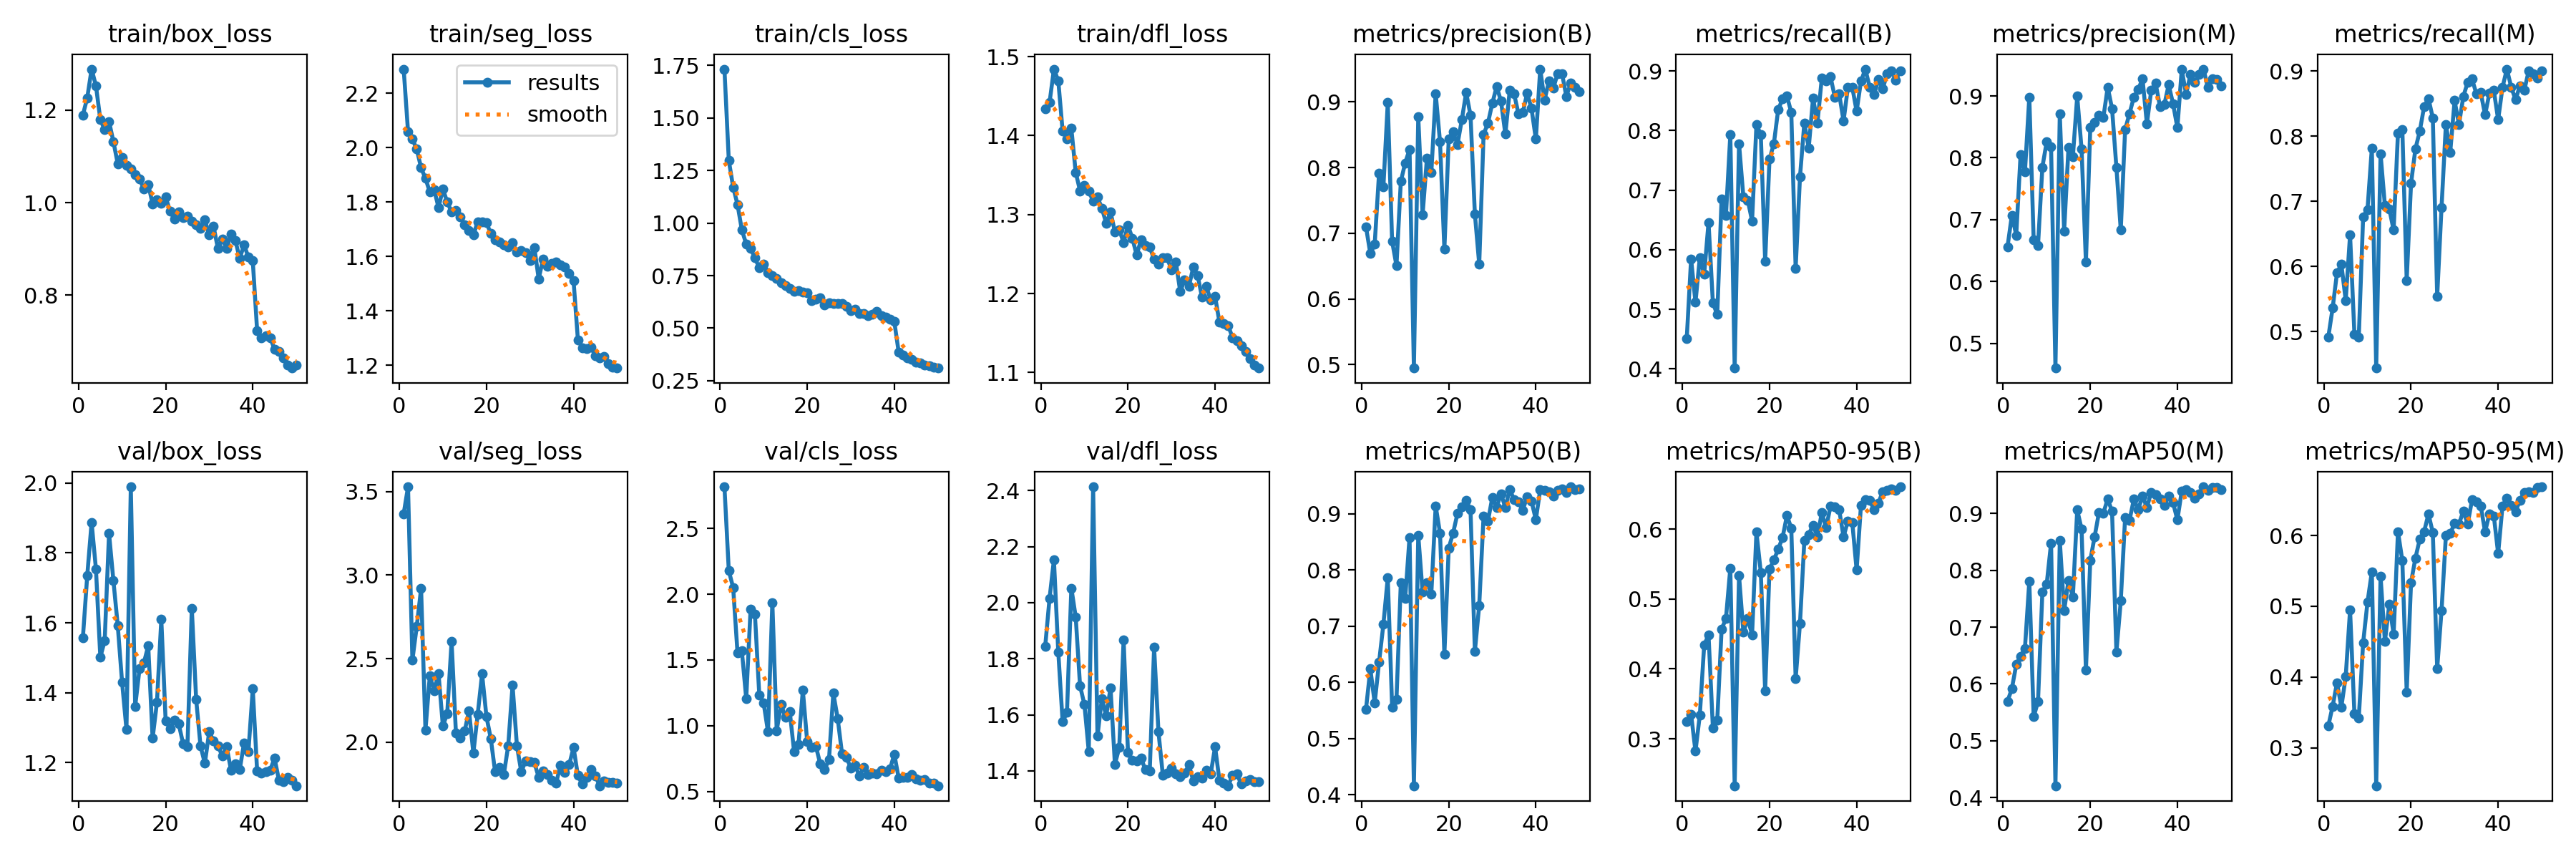 train/box_loss
train/seg_loss
train/cls_loss
train/dfl_loss
metrics/precision(B)
metrics/recall(B)
metrics/precision(M)
metrics/recall(M)
1.2
1.0
0.8
0 20 40
results
smooth
2.2
2.0
1.8
1.6
1.4
1.2
0 20 40
1.75
1.50
1.25
1.00
0.75
0.50
0.25
0 20 40
1.5
1.4
1.3
1.2
1.1
0 20 40
0.9
0.8
0.7
0.6
0.5
0 20 40
0.9
0.8
0.7
0.6
0.5
0.4
0 20 40
0.9
0.8
0.7
0.6
0.5
0 20 40
0.9
0.8
0.7
0.6
0.5
0 20 40
val/box_loss
val/seg_loss
val/cls_loss
val/dfl_loss
metrics/mAP50(B)
metrics/mAP50-95(B)
metrics/mAP50(M)
metrics/mAP50-95(M)
2.0
1.8
1.6
1.4
1.2
0 20 40
3.5
3.0
2.5
2.0
0 20 40
2.5
2.0
1.5
1.0
0.5
0 20 40
2.4
2.2
2.0
1.8
1.6
1.4
0 20 40
0.9
0.8
0.7
0.6
0.5
0.4
0 20 40
0.6
0.5
0.4
0.3
0 20 40
0.9
0.8
0.7
0.6
0.5
0.4
0 20 40
0.6
0.5
0.4
0.3
0 20 40